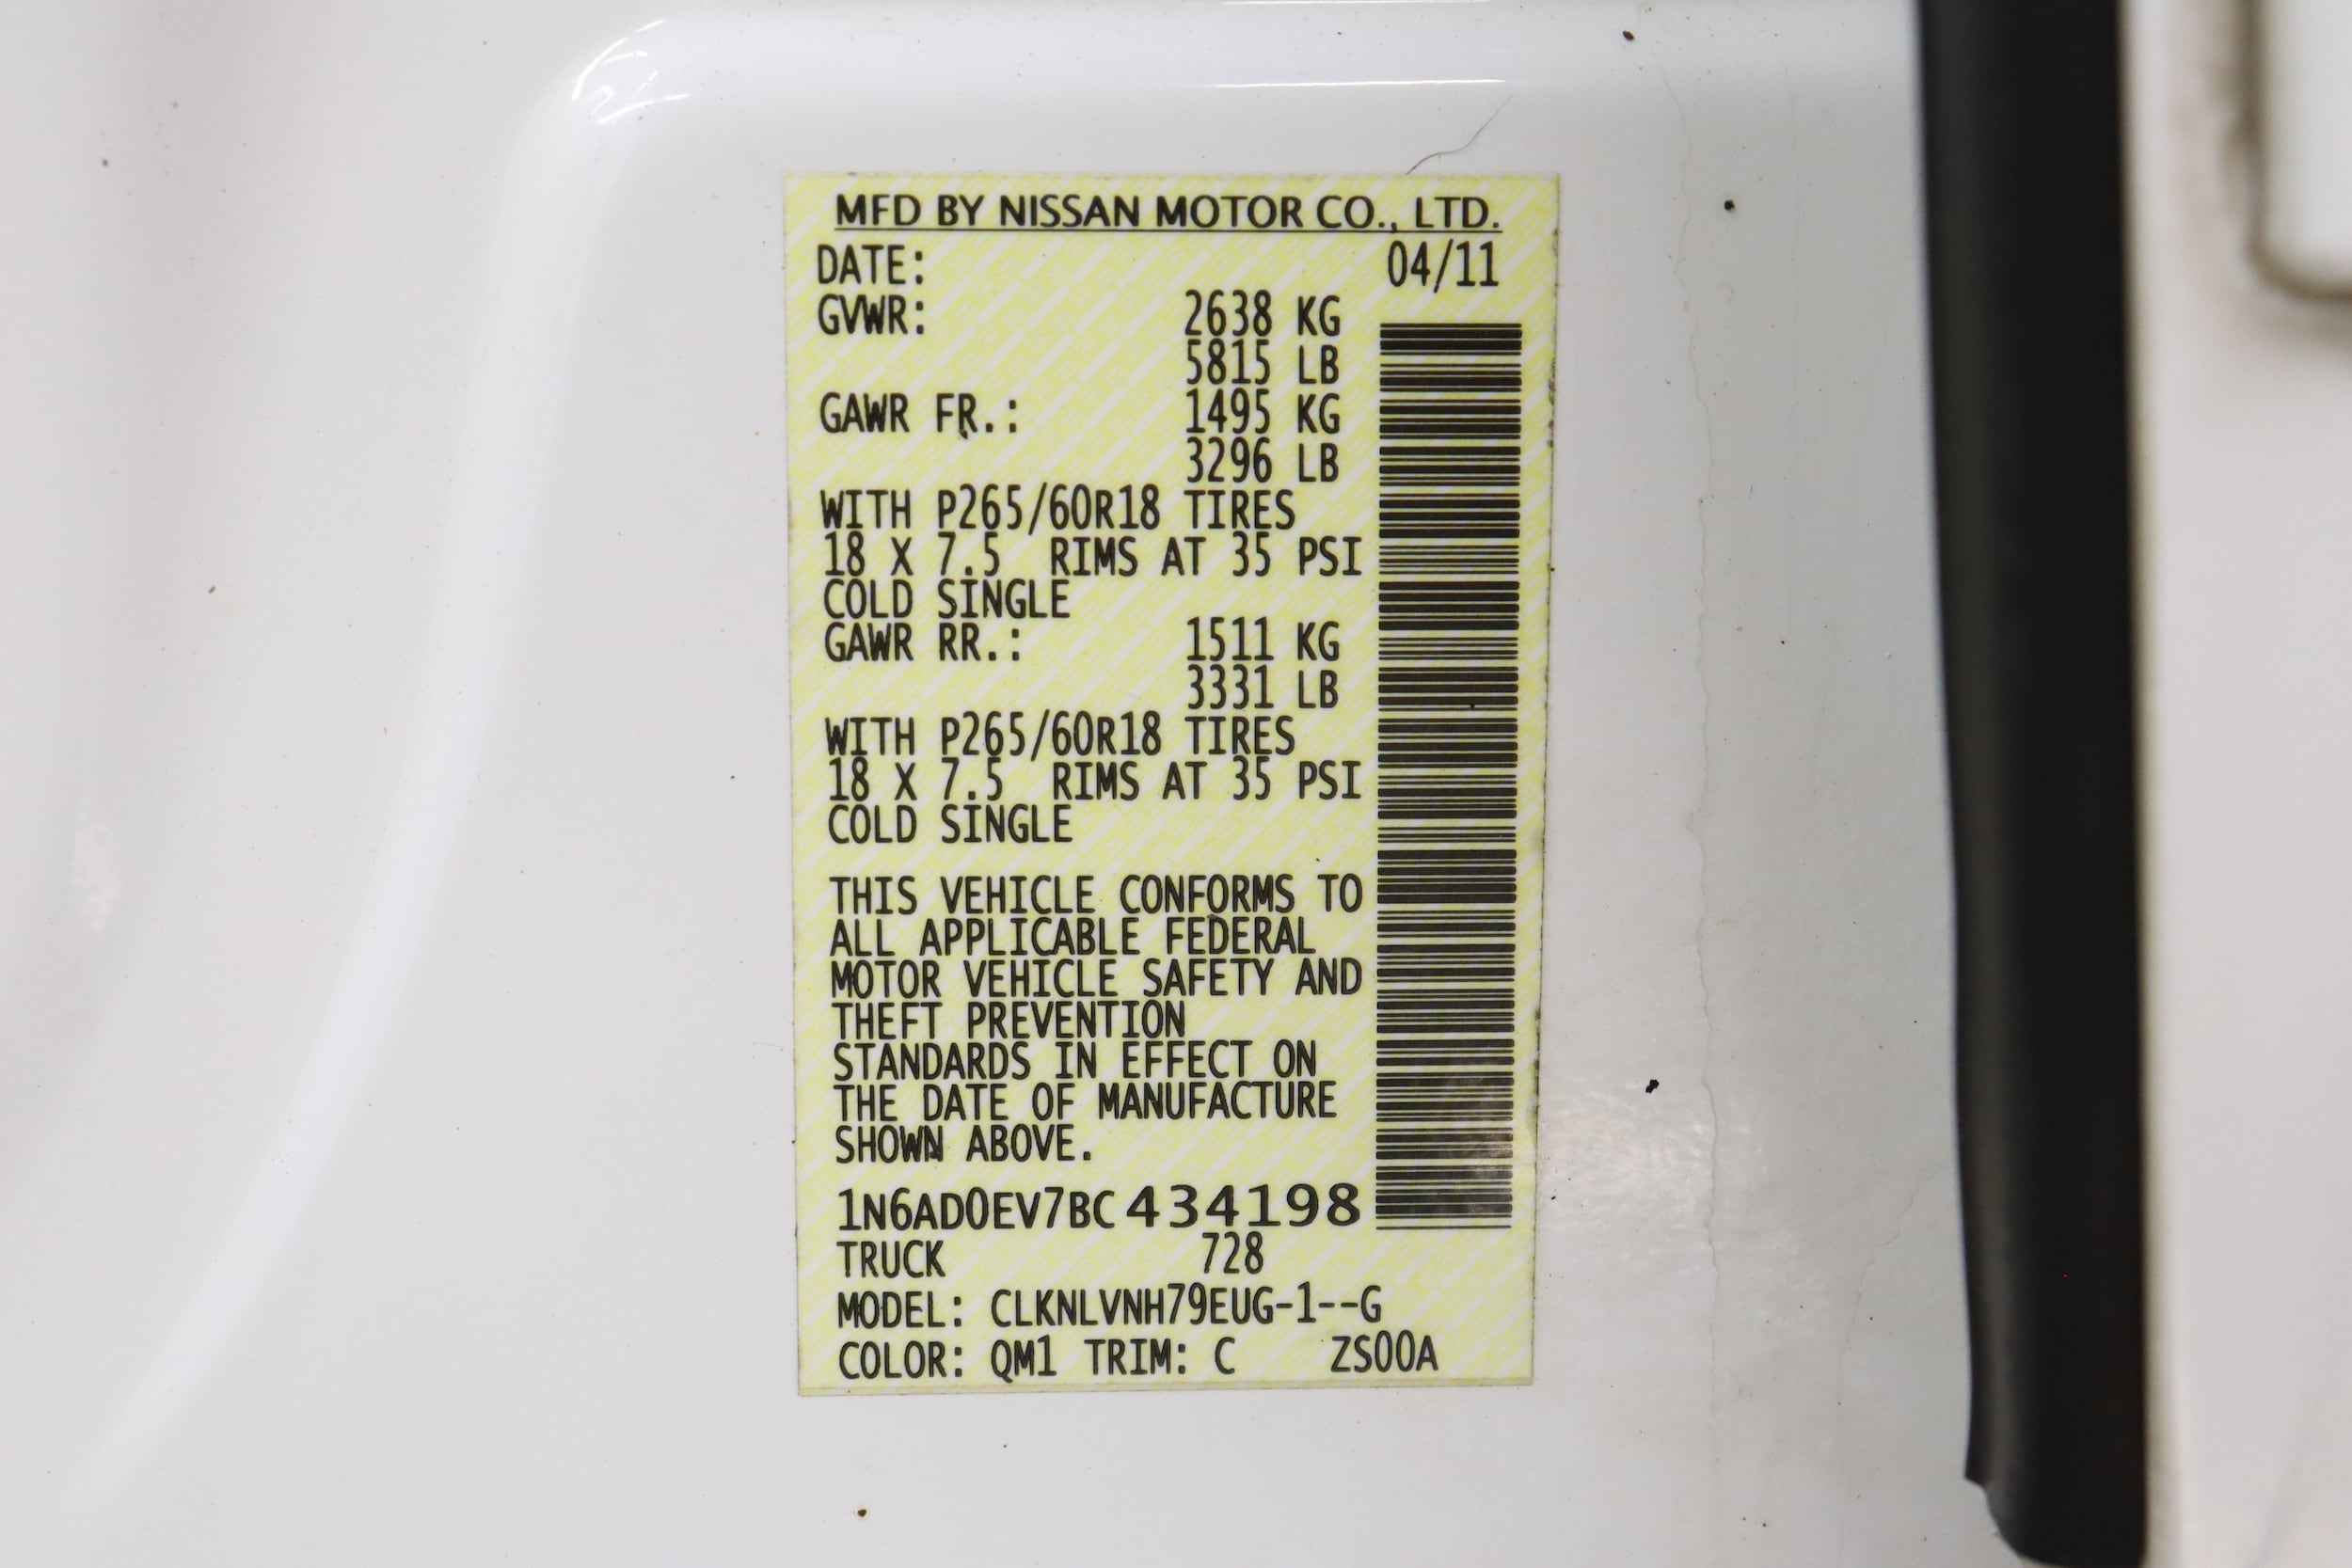 MFD BY NISSAN MOTOR CO., LTD.
DATE: 04/11
GVWR: 2638 KG
5815 LB
GAWR FR.: 1495 KG
3296 LB
WITH P265/60R18 TIRES
18 X 7.5 RIMS AT 35 PSI
COLD SINGLE
GAWR RR.: 1511 KG
3331 LB
WITH P265/60R18 TIRES
18 X 7.5 RIMS AT 35 PSI
COLD SINGLE
THIS VEHICLE CONFORMS TO
ALL APPLICABLE FEDERAL
MOTOR VEHICLE SAFETY AND
THEFT PREVENTION
STANDARDS IN EFFECT ON
THE DATE OF MANUFACTURE
SHOWN ABOVE.
1N6AD0EV7BC434198
TRUCK 728
MODEL: CLKNLVNH79EUG-1--G
COLOR: QM1 TRIM: C ZS00A